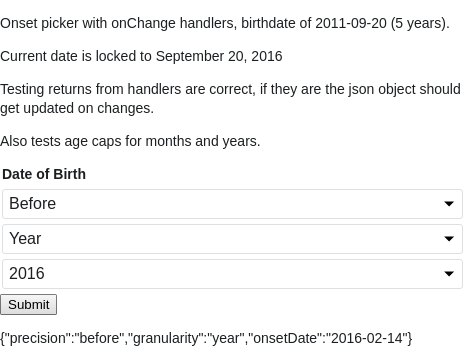 Onset picker with onChange handlers, birthdate of 2011-09-20 (5 years).
Current date is locked to September 20, 2016
Testing returns from handlers are correct, if they are the json object should
get updated on changes.
Also tests age caps for months and years.
Date of Birth
Before
Year
2016
Submit
{"precision":"before","granularity":"year","onsetDate":"2016-02-14"}